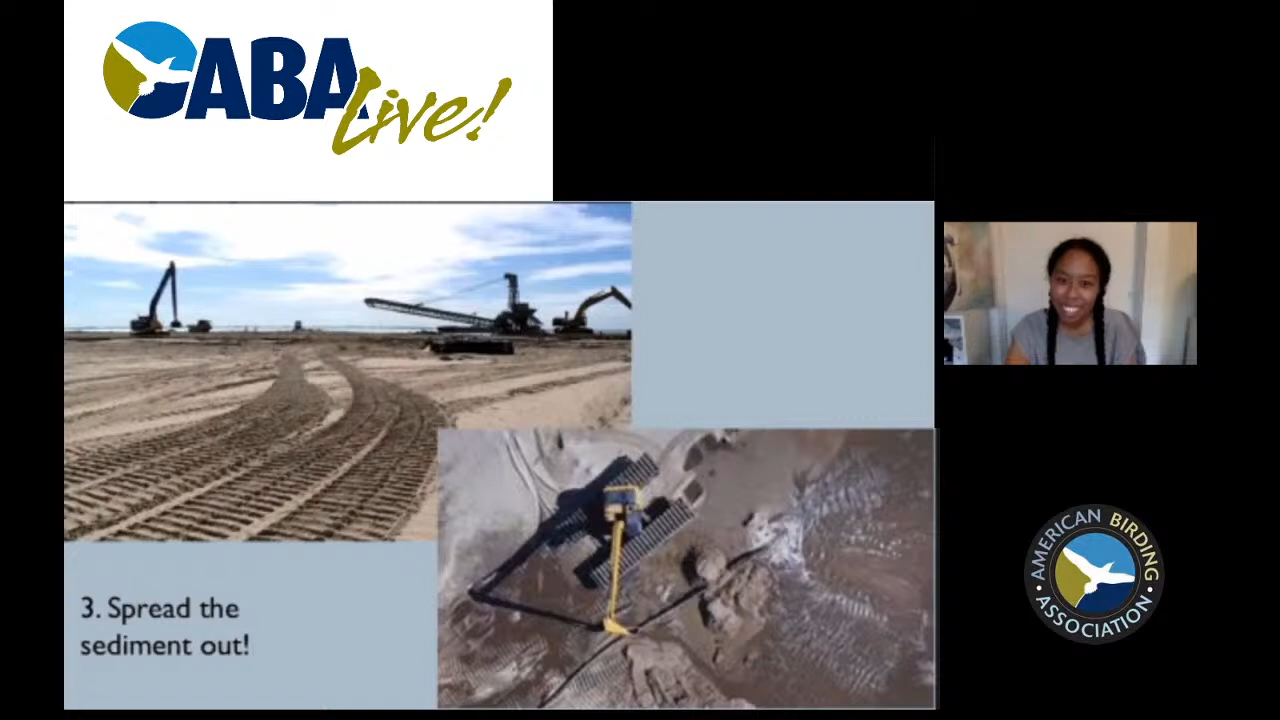 ABA Live!
3. Spread the
sediment out!
AMERICAN BIRDING
ASSOCIATION